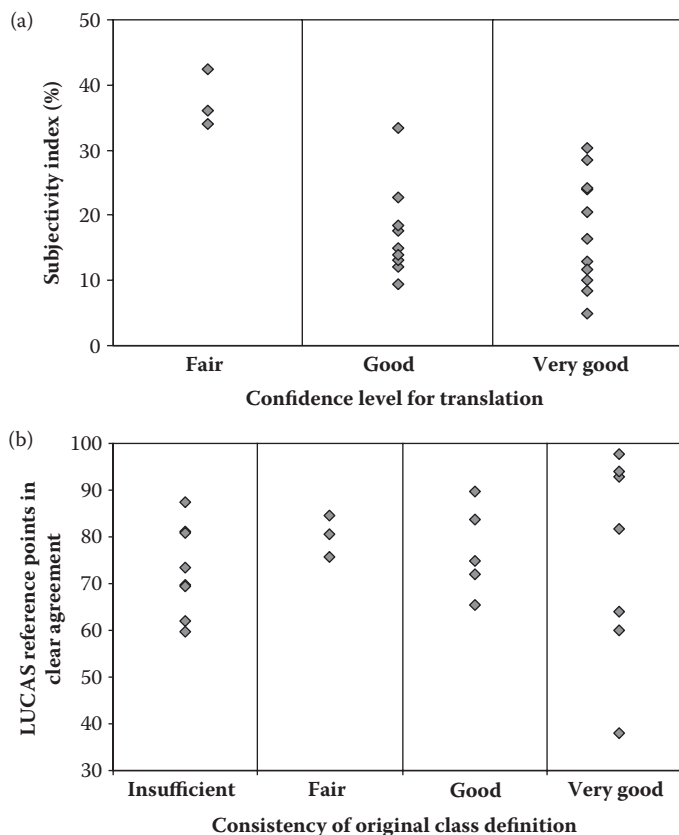 (a)
50
40
30
20
10
0
Subjectivity index (%)
Fair Good Very good
Confidence level for translation
(b)
100
90
80
70
60
50
40
30
LUCAS reference points in
clear agreement
Insufficient Fair Good Very good
Consistency of original class definition